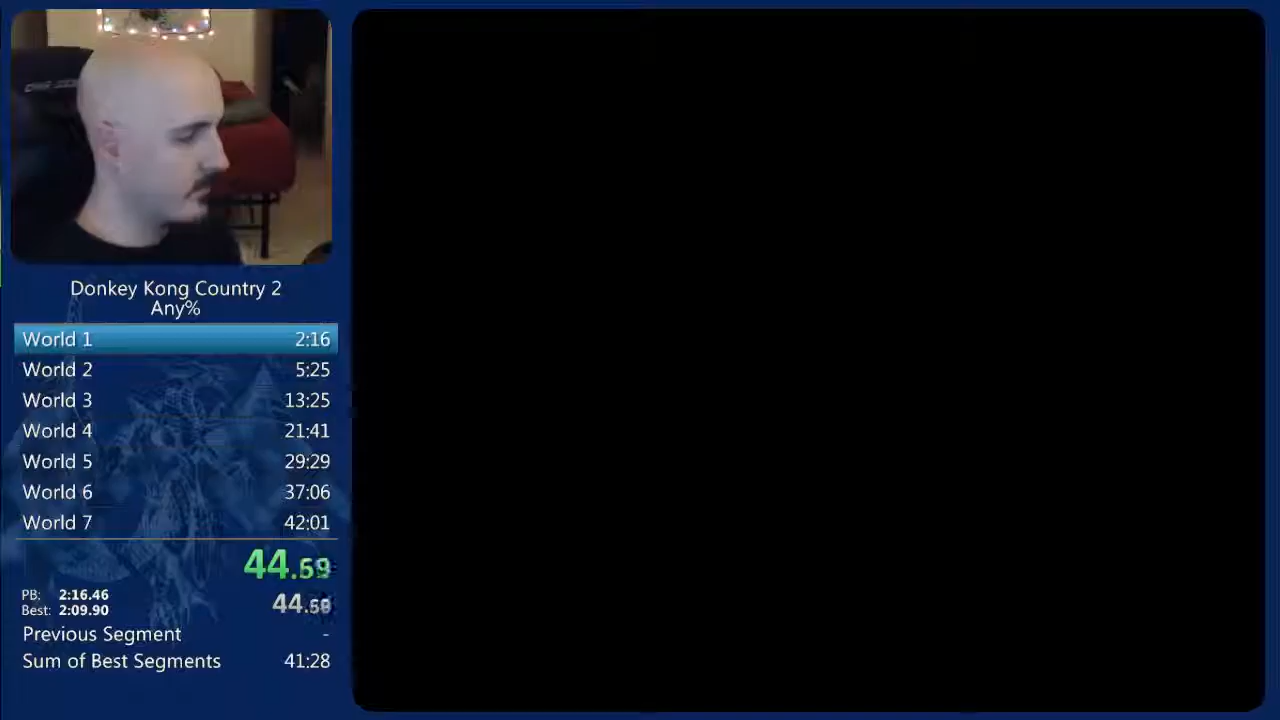 Donkey Kong Country 2
Any%
World 1 2:16
World 2 5:25
World 3 13:25
World 4 21:41
World 5 29:29
World 6 37:06
World 7 42:01
44.59
PB: 2:16.46
Best: 2:09.90
Previous Segment -
Sum of Best Segments 41:28